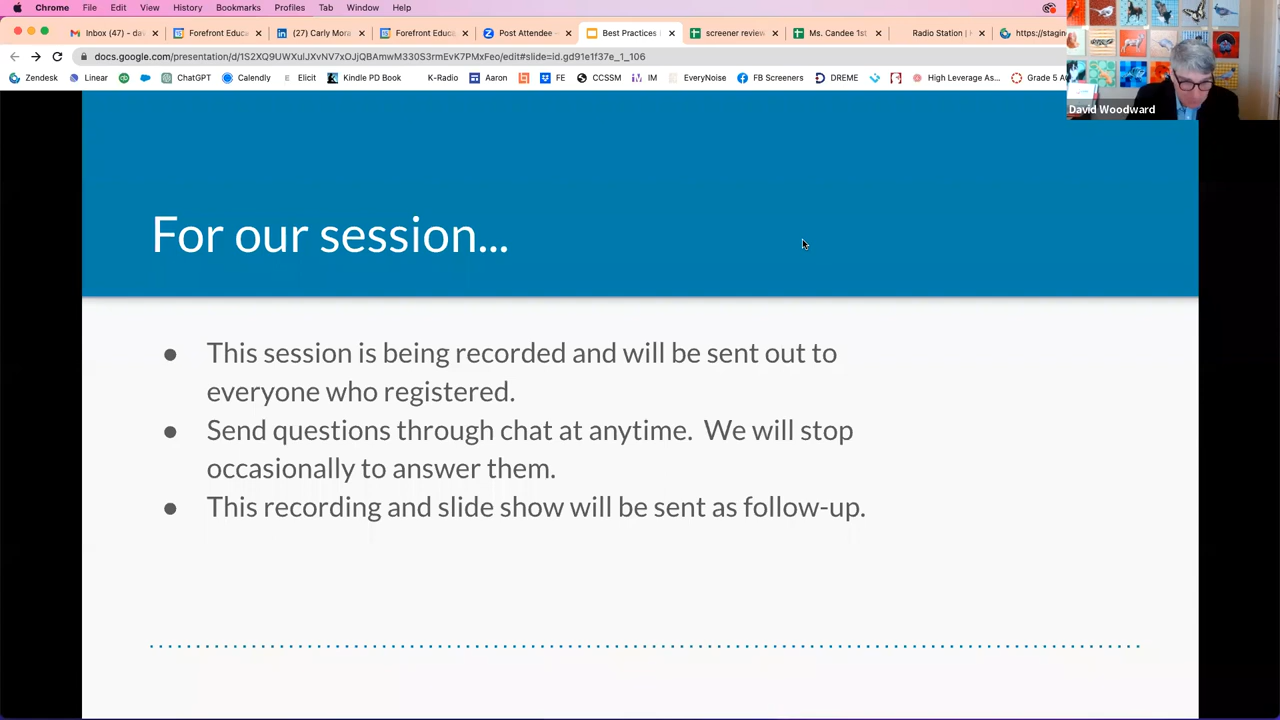 Chrome File Edit View History Bookmarks Profiles Tab Window Help
Inbox (47) - da Forefront Educa (27) Carly Mora Forefront Educa Post Attendee - Best Practices screener review Ms. Candee 1st Radio Station | https://stagin
docs.google.com/presentation/d/
/edit#slide=id.gd91e1f37e_1_106
Zendesk Linear ChatGPT Calendly Elicit Kindle PD Book K-Radio Aaron FE CCSSM IM EveryNoise FB Screeners DREME High Leverage As... Grade 5
David Woodward
For our session...
● This session is being recorded and will be sent out to
everyone who registered.
● Send questions through chat at anytime. We will stop
occasionally to answer them.
● This recording and slide show will be sent as follow-up.